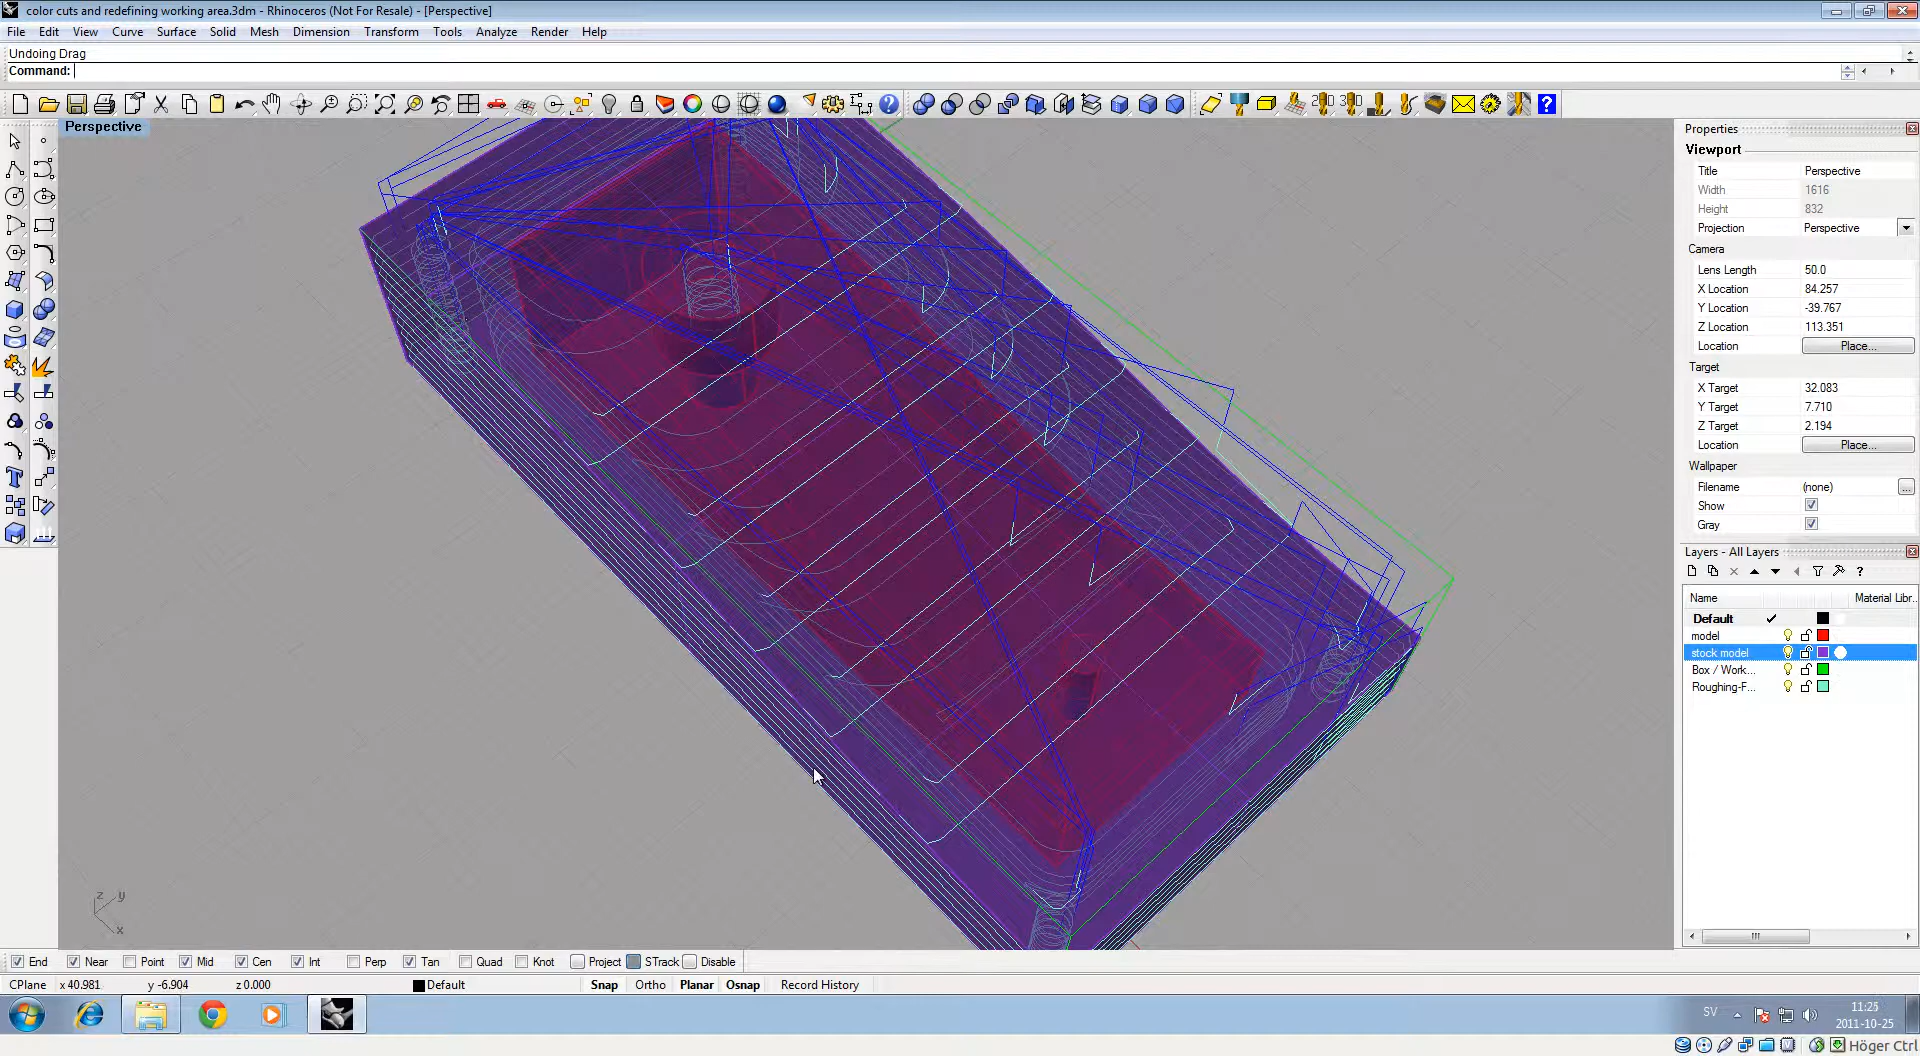 color cuts and redefining working area.3dm - Rhinoceros (Not For Resale) - [Perspective]
File Edit View Curve Surface Solid Mesh Dimension Transform Tools Analyze Render Help
Undoing Drag
Command:
Perspective
Properties
Viewport
Title Perspective
Width 1616
Height 832
Projection Perspective
Camera
Lens Length 50.0
X Location 84.257
Y Location -39.767
Z Location 113.351
Location Place...
Target
X Target 32.083
Y Target 7.710
Z Target 2.194
Location Place...
Wallpaper
Filename (none) ...
Show
Gray
Layers - All Layers
Name Material Libr...
Default
model
stock model
Box / Work...
Roughing-F...
z y
x
End Near Point Mid Cen Int Perp Tan Quad Knot Project STrack Disable
CPlane x 40.981 y -6.904 z 0.000 Default Snap Ortho Planar Osnap Record History
SV 11:25
2011-10-25
Höger Ctrl